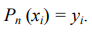 Pₙ (xᵢ) = yᵢ.